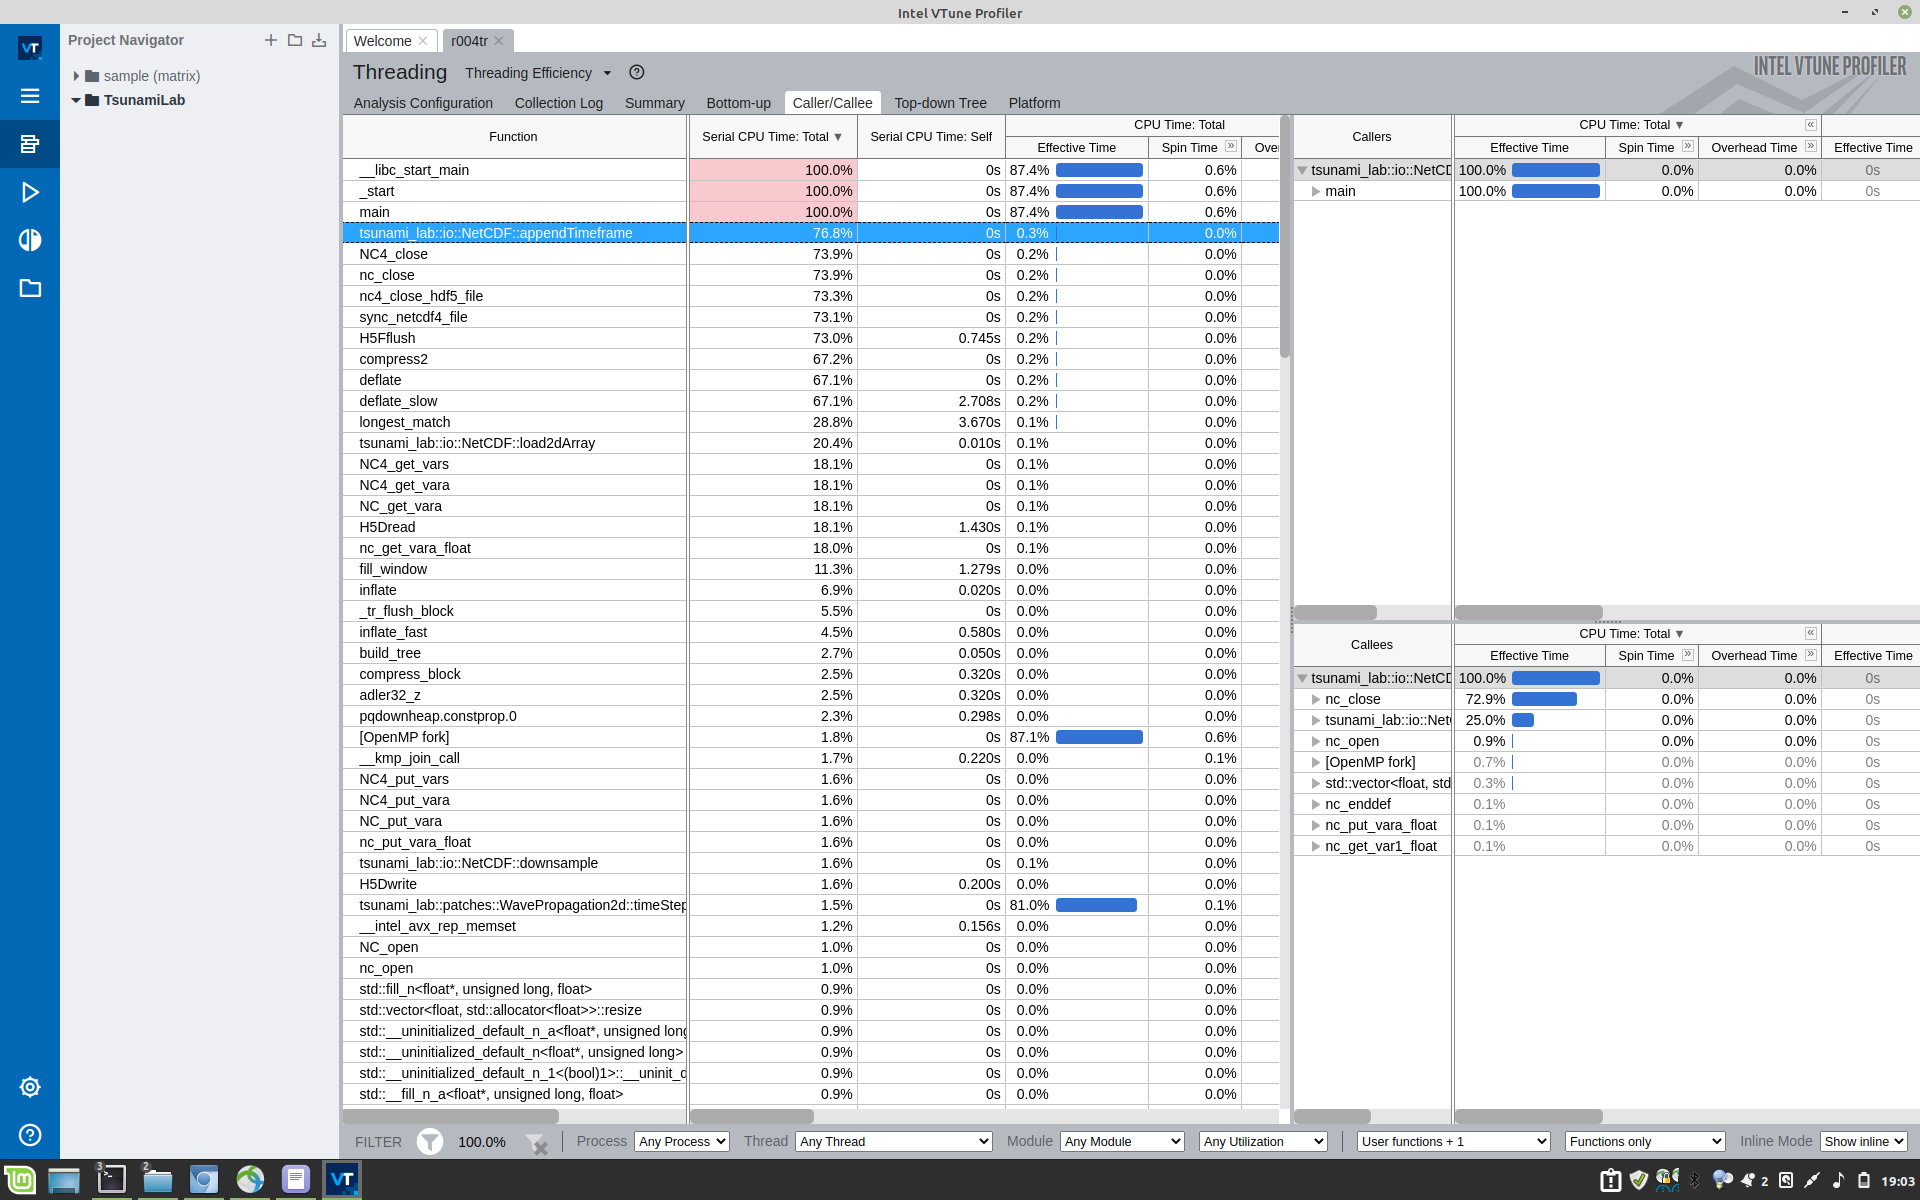 Intel VTune Profiler
VT
Project Navigator
sample (matrix)
TsunamiLab
Welcome
r004tr
Threading Threading Efficiency
INTEL VTUNE PROFILER
Analysis Configuration Collection Log Summary Bottom-up Caller/Callee Top-down Tree Platform
Function Serial CPU Time: Total ▼ Serial CPU Time: Self CPU Time: Total
Effective Time Spin Time » Ove
__libc_start_main 100.0% 0s 87.4% 0.6%
_start 100.0% 0s 87.4% 0.6%
main 100.0% 0s 87.4% 0.6%
tsunami_lab::io::NetCDF::appendTimeframe 76.8% 0s 0.3% 0.0%
NC4_close 73.9% 0s 0.2% 0.0%
nc_close 73.9% 0s 0.2% 0.0%
nc4_close_hdf5_file 73.3% 0s 0.2% 0.0%
sync_netcdf4_file 73.1% 0s 0.2% 0.0%
H5Fflush 73.0% 0.745s 0.2% 0.0%
compress2 67.2% 0s 0.2% 0.0%
deflate 67.1% 0s 0.2% 0.0%
deflate_slow 67.1% 2.708s 0.2% 0.0%
longest_match 28.8% 3.670s 0.1% 0.0%
tsunami_lab::io::NetCDF::load2dArray 20.4% 0.010s 0.1% 0.0%
NC4_get_vars 18.1% 0s 0.1% 0.0%
NC4_get_vara 18.1% 0s 0.1% 0.0%
NC_get_vara 18.1% 0s 0.1% 0.0%
H5Dread 18.1% 1.430s 0.1% 0.0%
nc_get_vara_float 18.0% 0s 0.1% 0.0%
fill_window 11.3% 1.279s 0.0% 0.0%
inflate 6.9% 0.020s 0.0% 0.0%
_tr_flush_block 5.5% 0s 0.0% 0.0%
inflate_fast 4.5% 0.580s 0.0% 0.0%
build_tree 2.7% 0.050s 0.0% 0.0%
compress_block 2.5% 0.320s 0.0% 0.0%
adler32_z 2.5% 0.320s 0.0% 0.0%
pqdownheap.constprop.0 2.3% 0.298s 0.0% 0.0%
[OpenMP fork] 1.8% 0s 87.1% 0.6%
__kmp_join_call 1.7% 0.220s 0.0% 0.1%
NC4_put_vars 1.6% 0s 0.0% 0.0%
NC4_put_vara 1.6% 0s 0.0% 0.0%
NC_put_vara 1.6% 0s 0.0% 0.0%
nc_put_vara_float 1.6% 0s 0.0% 0.0%
tsunami_lab::io::NetCDF::downsample 1.6% 0s 0.1% 0.0%
H5Dwrite 1.6% 0.200s 0.0% 0.0%
tsunami_lab::patches::WavePropagation2d::timeStep 1.5% 0s 81.0% 0.1%
__intel_avx_rep_memset 1.2% 0.156s 0.0% 0.0%
NC_open 1.0% 0s 0.0% 0.0%
nc_open 1.0% 0s 0.0% 0.0%
std::fill_n<float*, unsigned long, float> 0.9% 0s 0.0% 0.0%
std::vector<float, std::allocator<float>>::resize 0.9% 0s 0.0% 0.0%
std::__uninitialized_default_n_a<float*, unsigned long 0.9% 0s 0.0% 0.0%
std::__uninitialized_default_n<float*, unsigned long> 0.9% 0s 0.0% 0.0%
std::__uninitialized_default_n_1<(bool)1>::__uninit_d 0.9% 0s 0.0% 0.0%
std::__fill_n_a<float*, unsigned long, float> 0.9% 0s 0.0% 0.0%
Callers CPU Time: Total ▼ «
Effective Time Spin Time » Overhead Time » Effective Time
tsunami_lab::io::NetCD 100.0% 0.0% 0.0% 0s
main 100.0% 0.0% 0.0% 0s
Callees CPU Time: Total ▼ «
Effective Time Spin Time » Overhead Time » Effective Time
tsunami_lab::io::NetCD 100.0% 0.0% 0.0% 0s
nc_close 72.9% 0.0% 0.0% 0s
tsunami_lab::io::Net 25.0% 0.0% 0.0% 0s
nc_open 0.9% 0.0% 0.0% 0s
[OpenMP fork] 0.7% 0.0% 0.0% 0s
std::vector<float, std 0.3% 0.0% 0.0% 0s
nc_enddef 0.1% 0.0% 0.0% 0s
nc_put_vara_float 0.1% 0.0% 0.0% 0s
nc_get_var1_float 0.1% 0.0% 0.0% 0s
FILTER 100.0% Process Any Process Thread Any Thread Module Any Module Any Utilization User functions + 1 Functions only Inline Mode Show inline
3 2 VT 2 19:03